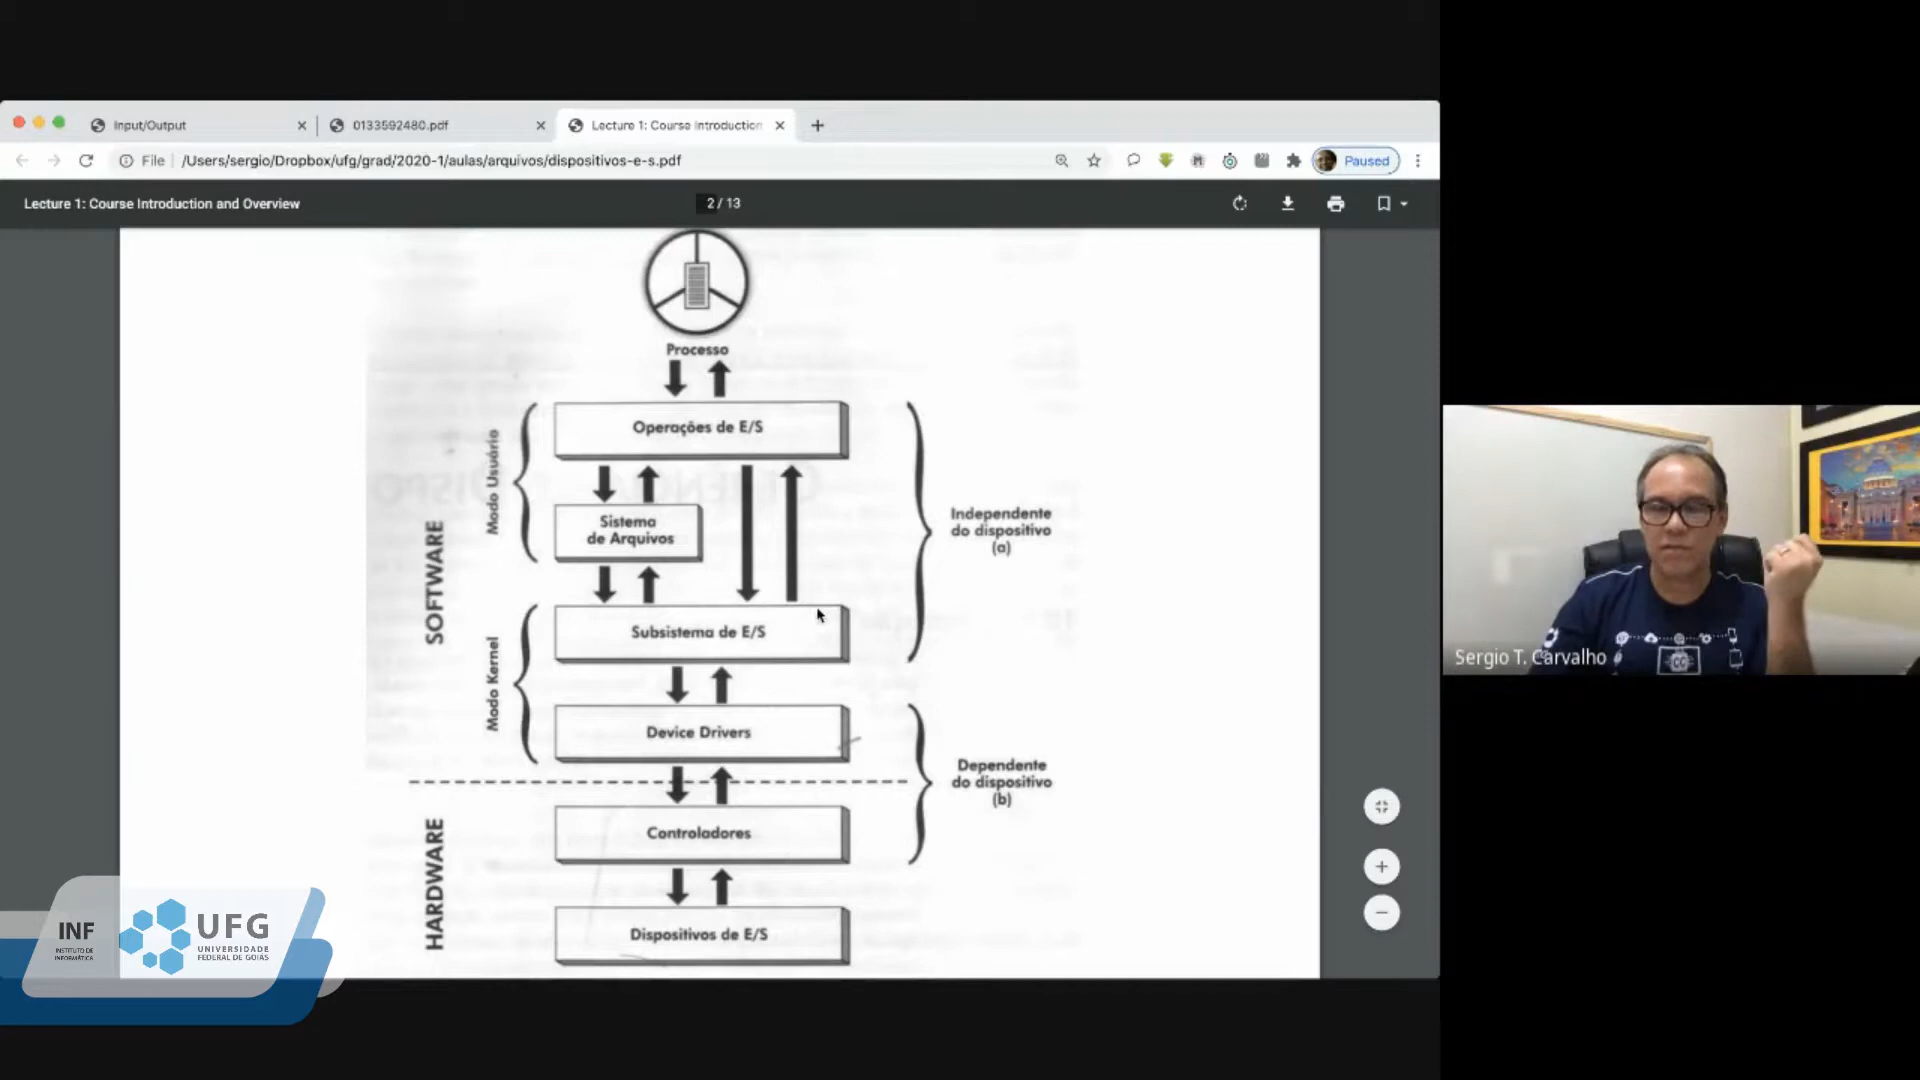 Input/Output
0133592480.pdf
Lecture 1: Course Introduction
File
/Users/sergio/Dropbox/ufg/grad/2020-1/aulas/arquivos/dispositivos-e-s.pdf
Paused
Lecture 1: Course Introduction and Overview
2 / 13
Processo
Operações de E/S
Modo Usuário
Sistema
de Arquivos
SOFTWARE
Independente
do dispositivo
(a)
Subsistema de E/S
Modo Kernel
Device Drivers
Dependente
do dispositivo
(b)
Controladores
HARDWARE
Dispositivos de E/S
Sergio T. Carvalho
INF
INSTITUTO DE
INFORMÁTICA
UFG
UNIVERSIDADE
FEDERAL DE GOIÁS